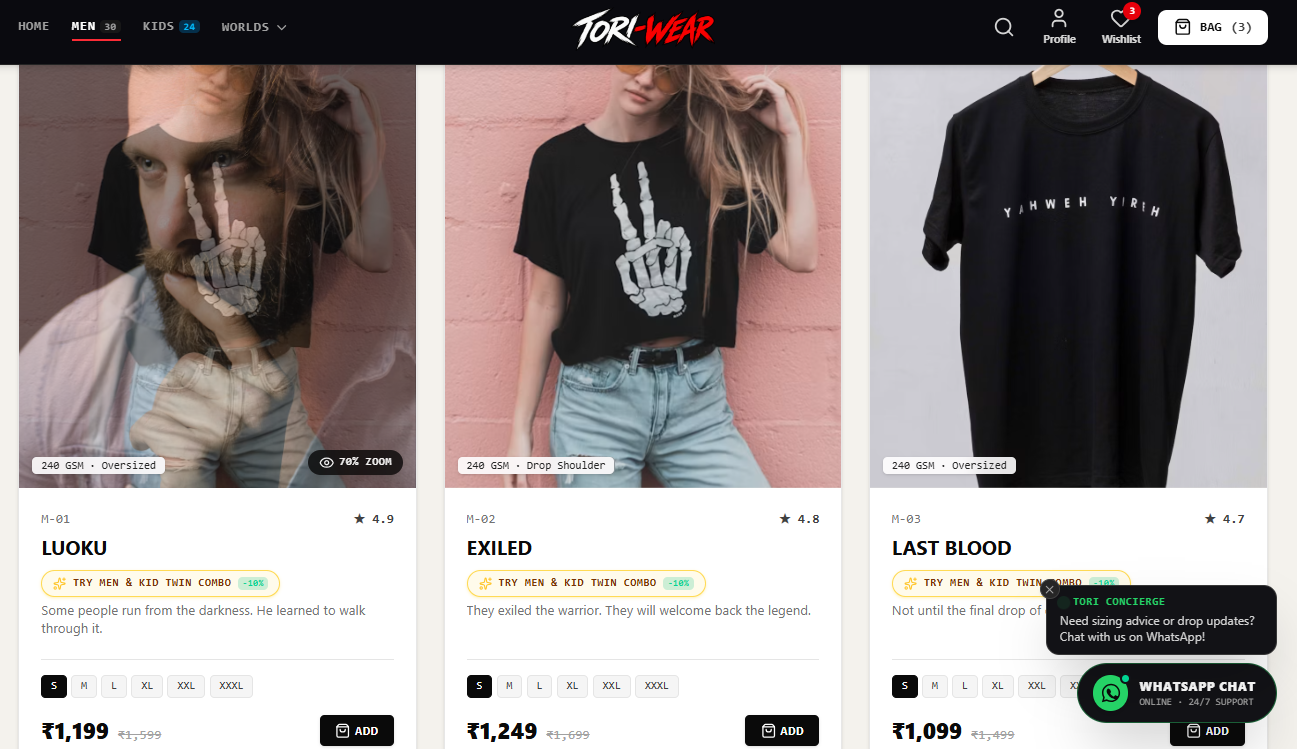 HOME MEN 30 KIDS 24 WORLDS TORI-WEAR Profile Wishlist 3 BAG (3)
YAHWEH YIREH
240 GSM · Oversized 70% ZOOM
240 GSM · Drop Shoulder
240 GSM · Oversized
M-01 ★ 4.9
LUOKU
TRY MEN & KID TWIN COMBO -10%
Some people run from the darkness. He learned to walk
through it.
S M L XL XXL XXXL
₹1,199 ₹1,599 ADD
M-02 ★ 4.8
EXILED
TRY MEN & KID TWIN COMBO -10%
They exiled the warrior. They will welcome back the legend.
S M L XL XXL XXXL
₹1,249 ₹1,699 ADD
M-03 ★ 4.7
LAST BLOOD
TRY MEN & KID TWIN COMBO -10%
Not until the final drop of
S M L XL XXL
₹1,099 ₹1,499 ADD
TORI CONCIERGE
Need sizing advice or drop updates?
Chat with us on WhatsApp!
WHATSAPP CHAT
ONLINE · 24/7 SUPPORT